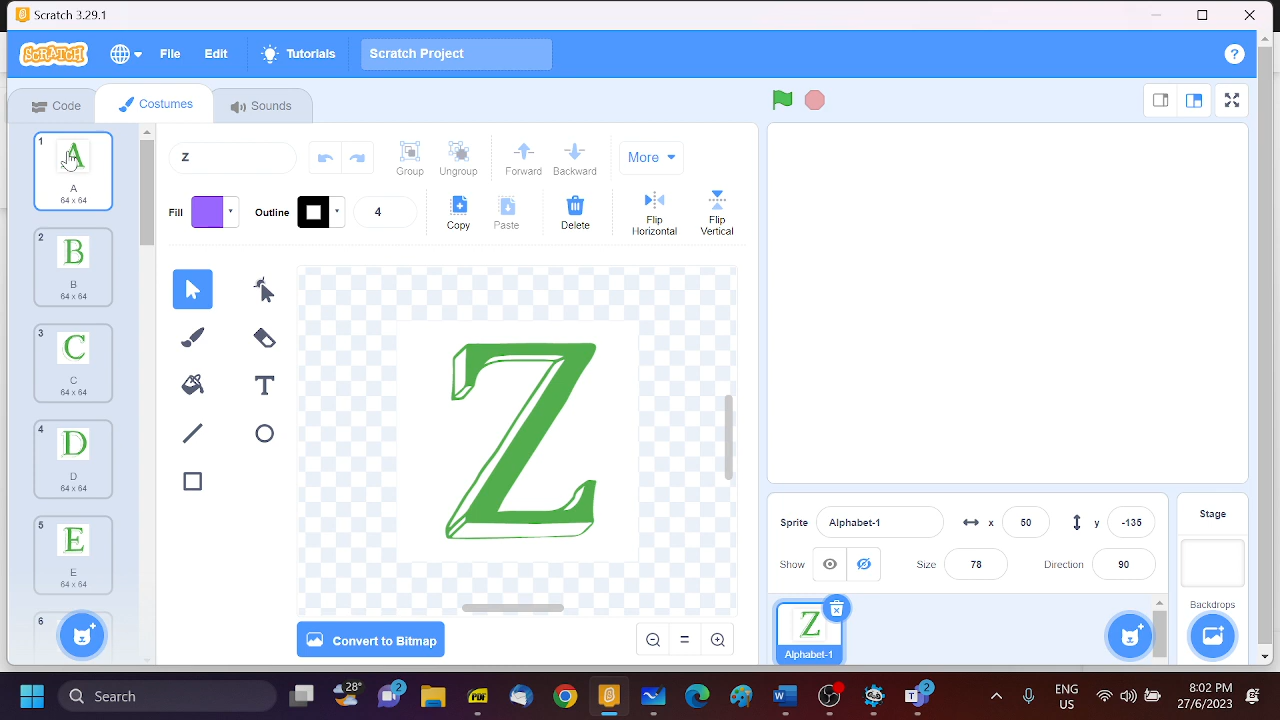 Scratch 3.29.1
SCRATCH
File
Edit
Tutorials
Scratch Project
?
Code
Costumes
Sounds
1
A
A
64 x 64
2
B
B
64 x 64
3
C
C
64 x 64
4
D
D
64 x 64
5
E
E
64 x 64
6
Z
Group
Ungroup
Forward
Backward
More
Fill
Outline
4
Copy
Paste
Delete
Flip
Horizontal
Flip
Vertical
T
Z
Convert to Bitmap
=
Sprite
Alphabet-1
x
50
y
-135
Show
Size
78
Direction
90
Z
Alphabet-1
Stage
Backdrops
Search
28°
2
PDF
W
2
ENG
US
8:02 PM
27/6/2023